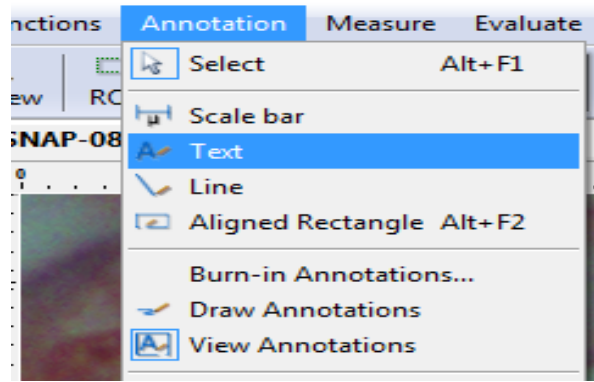 nctions Annotation Measure Evaluate
Select Alt+F1
ew RO
Scale bar
SNAP-08
Text
Line
Aligned Rectangle Alt+F2
Burn-in Annotations...
Draw Annotations
View Annotations